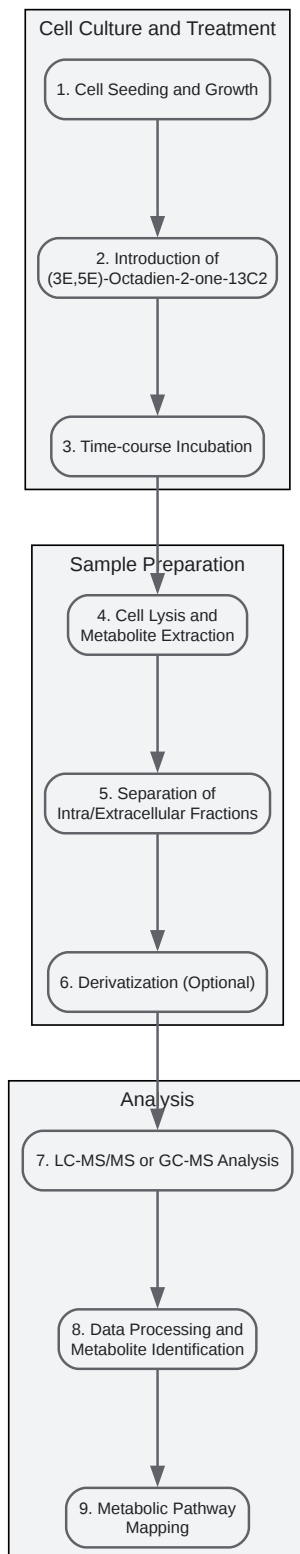 Cell Culture and Treatment
1. Cell Seeding and Growth
2. Introduction of
(3E,5E)-Octadien-2-one-13C2
3. Time-course Incubation
Sample Preparation
4. Cell Lysis and
Metabolite Extraction
5. Separation of
Intra/Extracellular Fractions
6. Derivatization (Optional)
Analysis
7. LC-MS/MS or GC-MS Analysis
8. Data Processing and
Metabolite Identification
9. Metabolic Pathway
Mapping